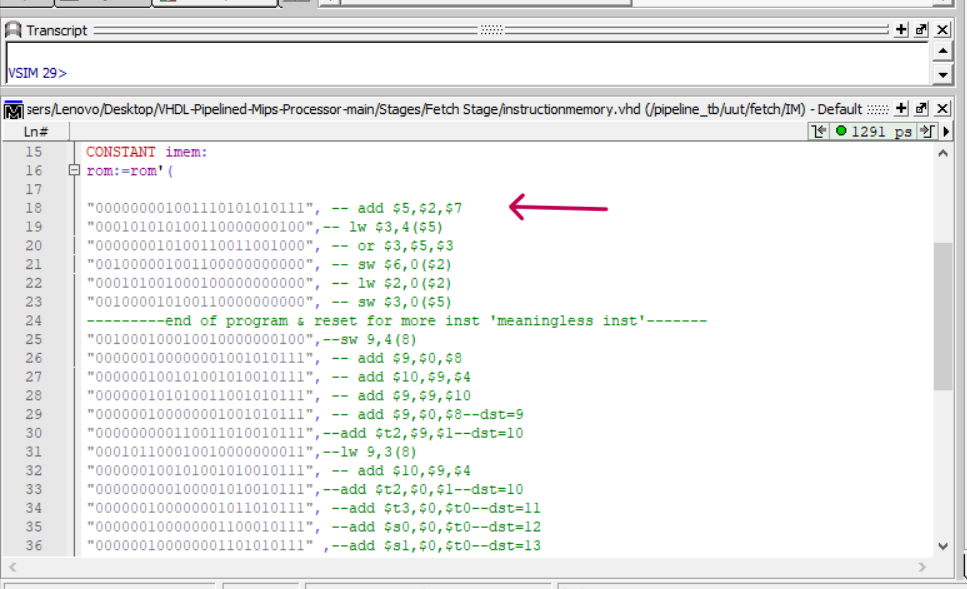 Transcript
VSIM 29>
sers/Lenovo/Desktop/VHDL-Pipelined-Mips-Processor-main/Stages/Fetch Stage/instructionmemory.vhd (/pipeline_tb/uut/fetch/IM) - Default
Ln# 1291 ps
15 CONSTANT imem:
16 rom:=rom'(
17
18 "000000001001110101010111", -- add $5,$2,$7
19 "000101010100110000000100",-- lw $3,4($5)
20 "000000010100110011001000", -- or $3,$5,$3
21 "001000001001100000000000", -- sw $6,0($2)
22 "000101001000100000000000", -- lw $2,0($2)
23 "001000010100110000000000", -- sw $3,0($5)
24 ---------end of program & reset for more inst 'meaningless inst'-------
25 "001000100010010000000100",--sw 9,4(8)
26 "000000100000001001010111", -- add $9,$0,$8
27 "000000100101001010010111", -- add $10,$9,$4
28 "000000101010011001010111", -- add $9,$9,$10
29 "000000100000001001010111", -- add $9,$0,$8--dst=9
30 "000000000110011010010111",--add $t2,$9,$1--dst=10
31 "000101100010010000000011",--lw 9,3(8)
32 "000000100101001010010111", -- add $10,$9,$4
33 "000000000100001010010111",--add $t2,$0,$1--dst=10
34 "000000100000001011010111", --add $t3,$0,$t0--dst=11
35 "000000100000001100010111", --add $s0,$0,$t0--dst=12
36 "000000100000001101010111" ,--add $s1,$0,$t0--dst=13